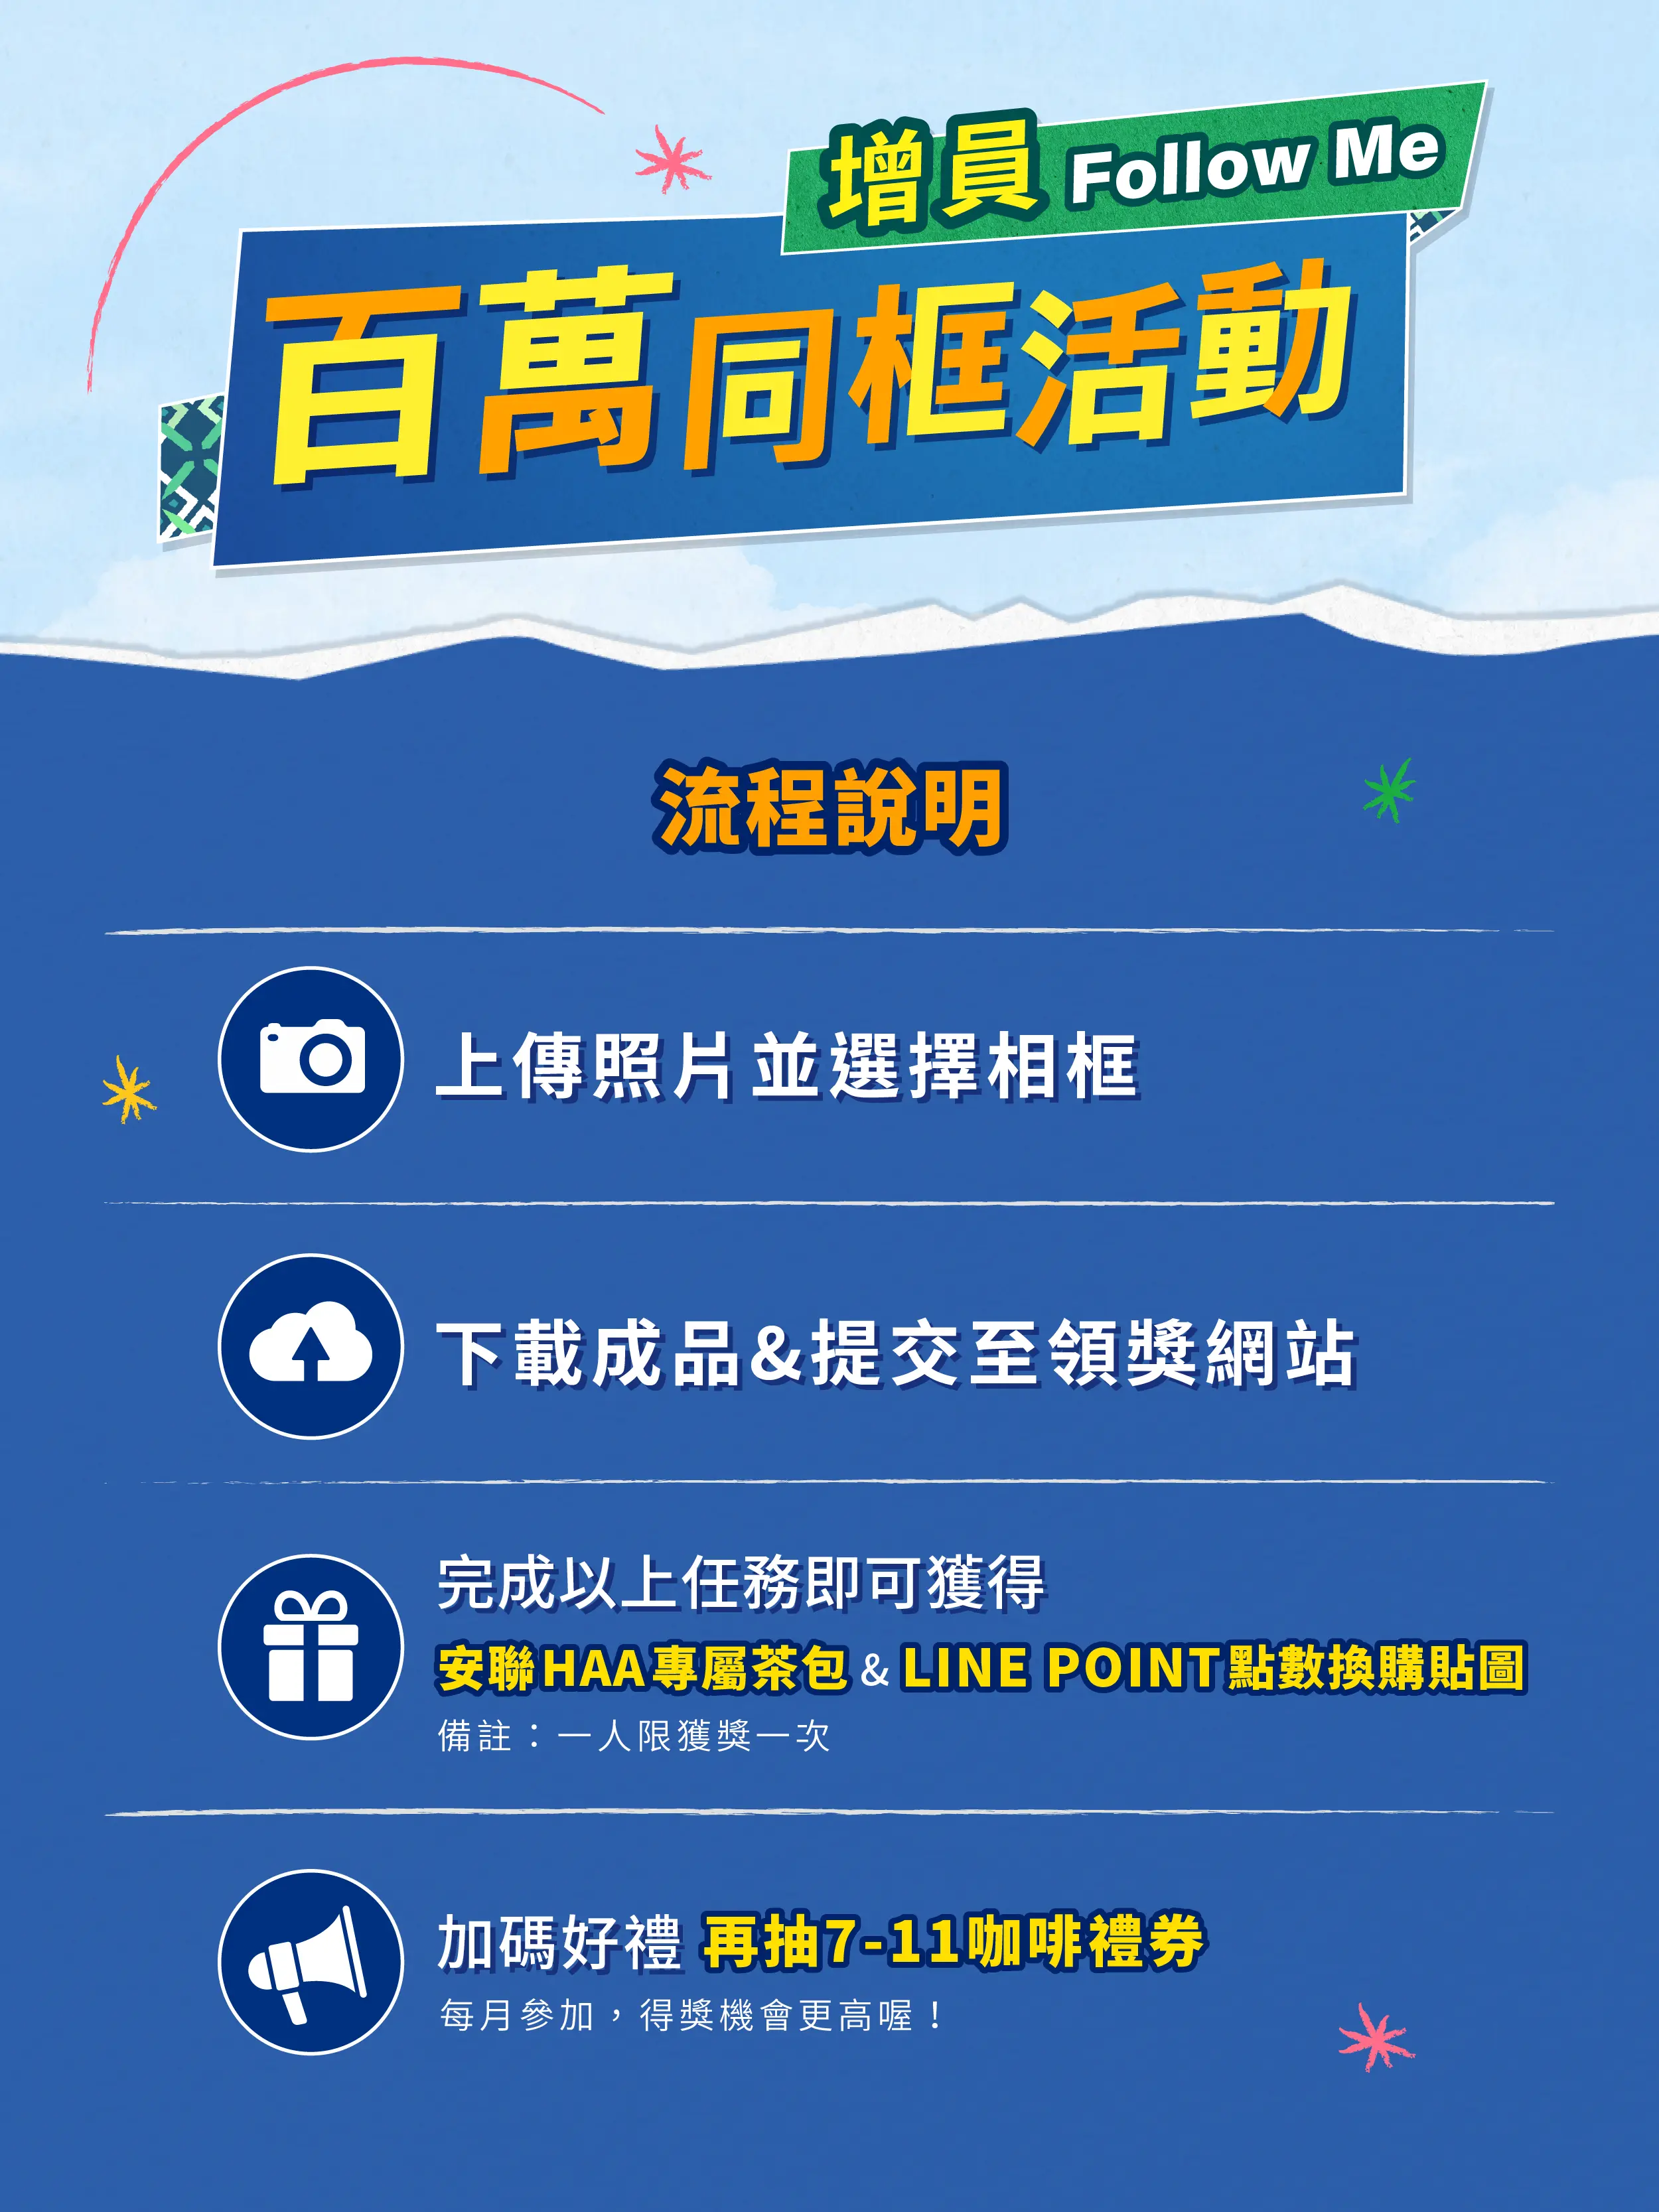 增員 Follow Me
百萬同框活動
流程說明
上傳照片並選擇相框
下載成品&提交至領獎網站
完成以上任務即可獲得
安聯HAA專屬茶包 & LINE POINT點數換購貼圖
備註：一人限獲獎一次
加碼好禮 再抽7-11咖啡禮券
每月參加，得獎機會更高喔！